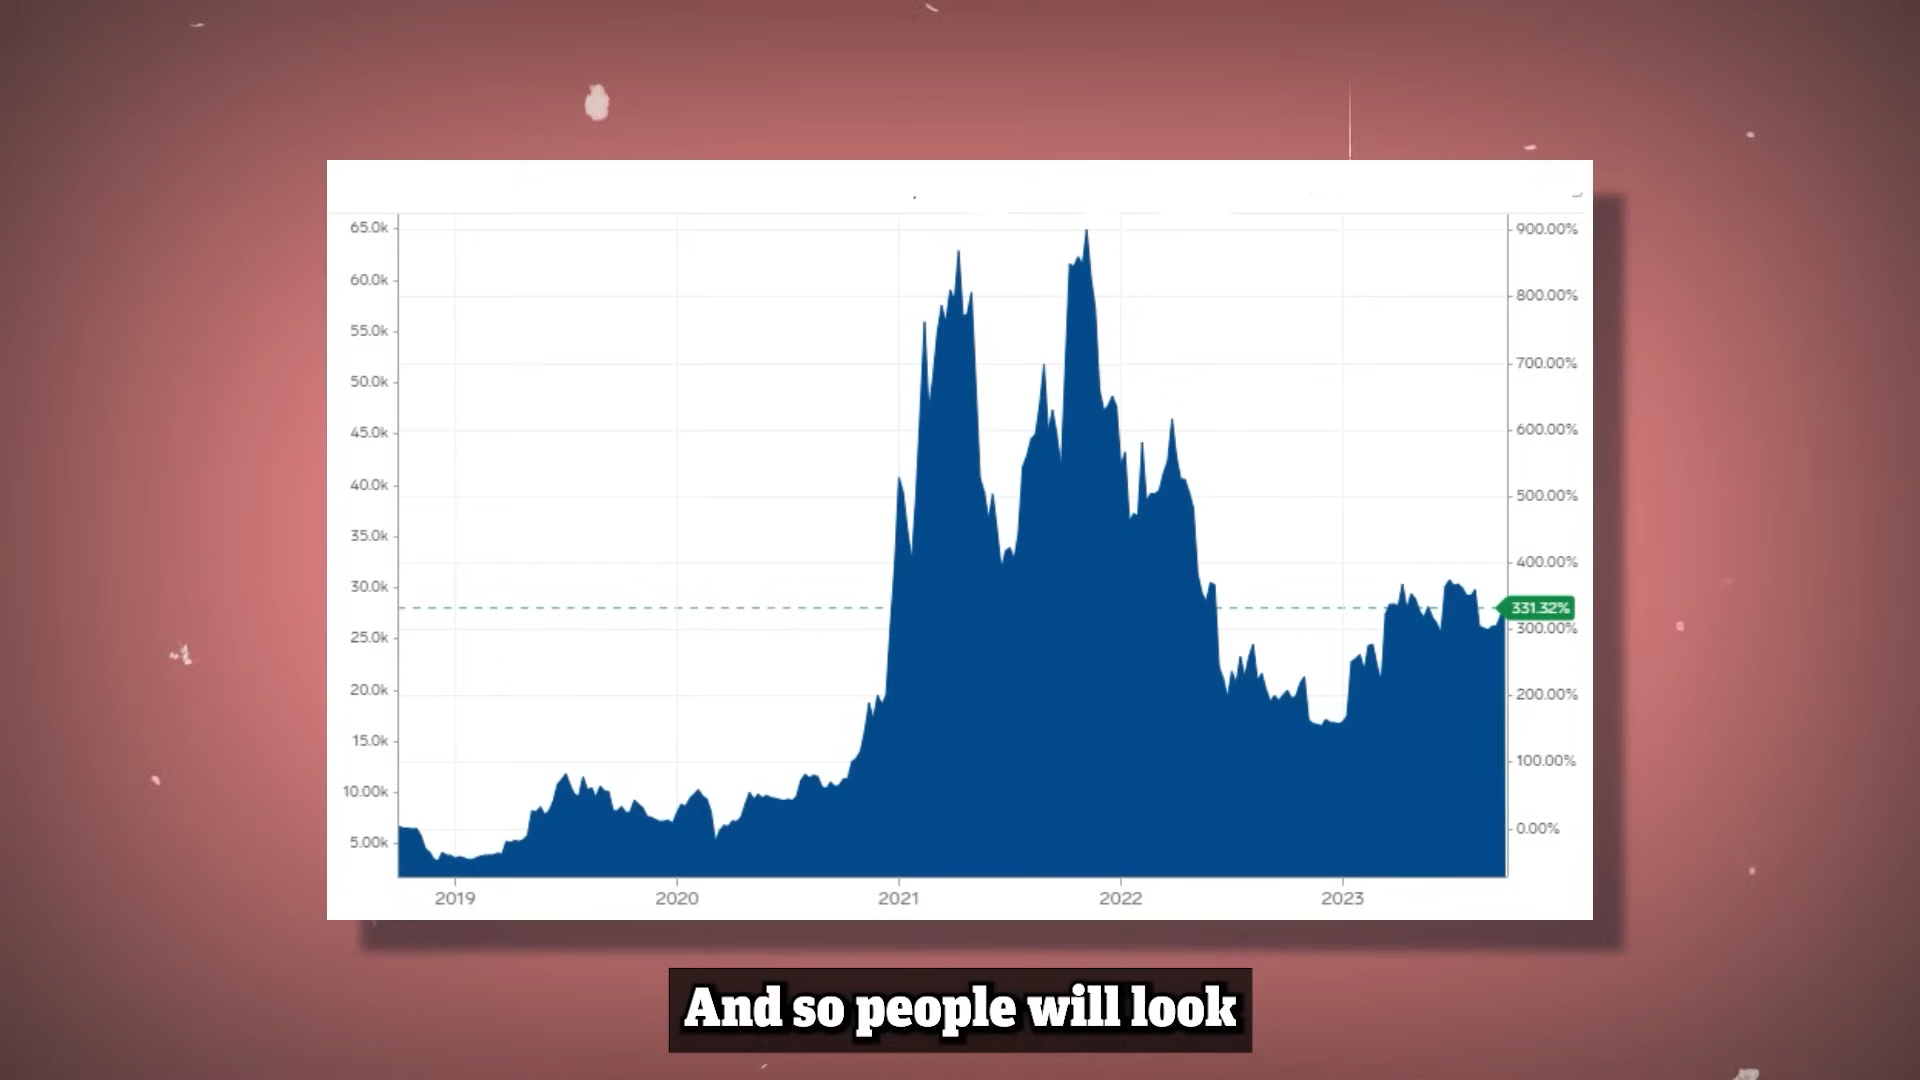 65.0k
60.0k
55.0k
50.0k
45.0k
40.0k
35.0k
30.0k
25.0k
20.0k
15.0k
10.00k
5.00k
900.00%
800.00%
700.00%
600.00%
500.00%
400.00%
331.32%
300.00%
200.00%
100.00%
0.00%
2019 2020 2021 2022 2023
And so people will look